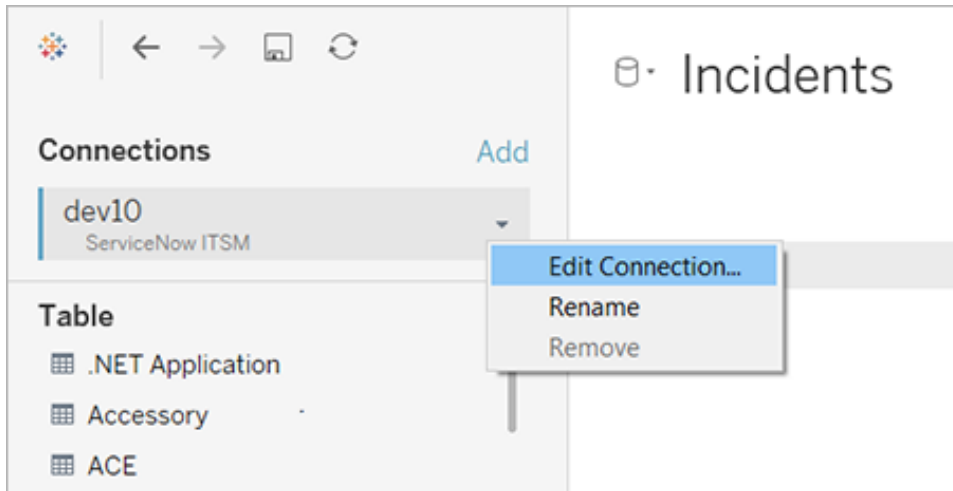 Incidents
Connections
Add
dev10
ServiceNow ITSM
Edit Connection...
Rename
Remove
Table
.NET Application
Accessory
ACE